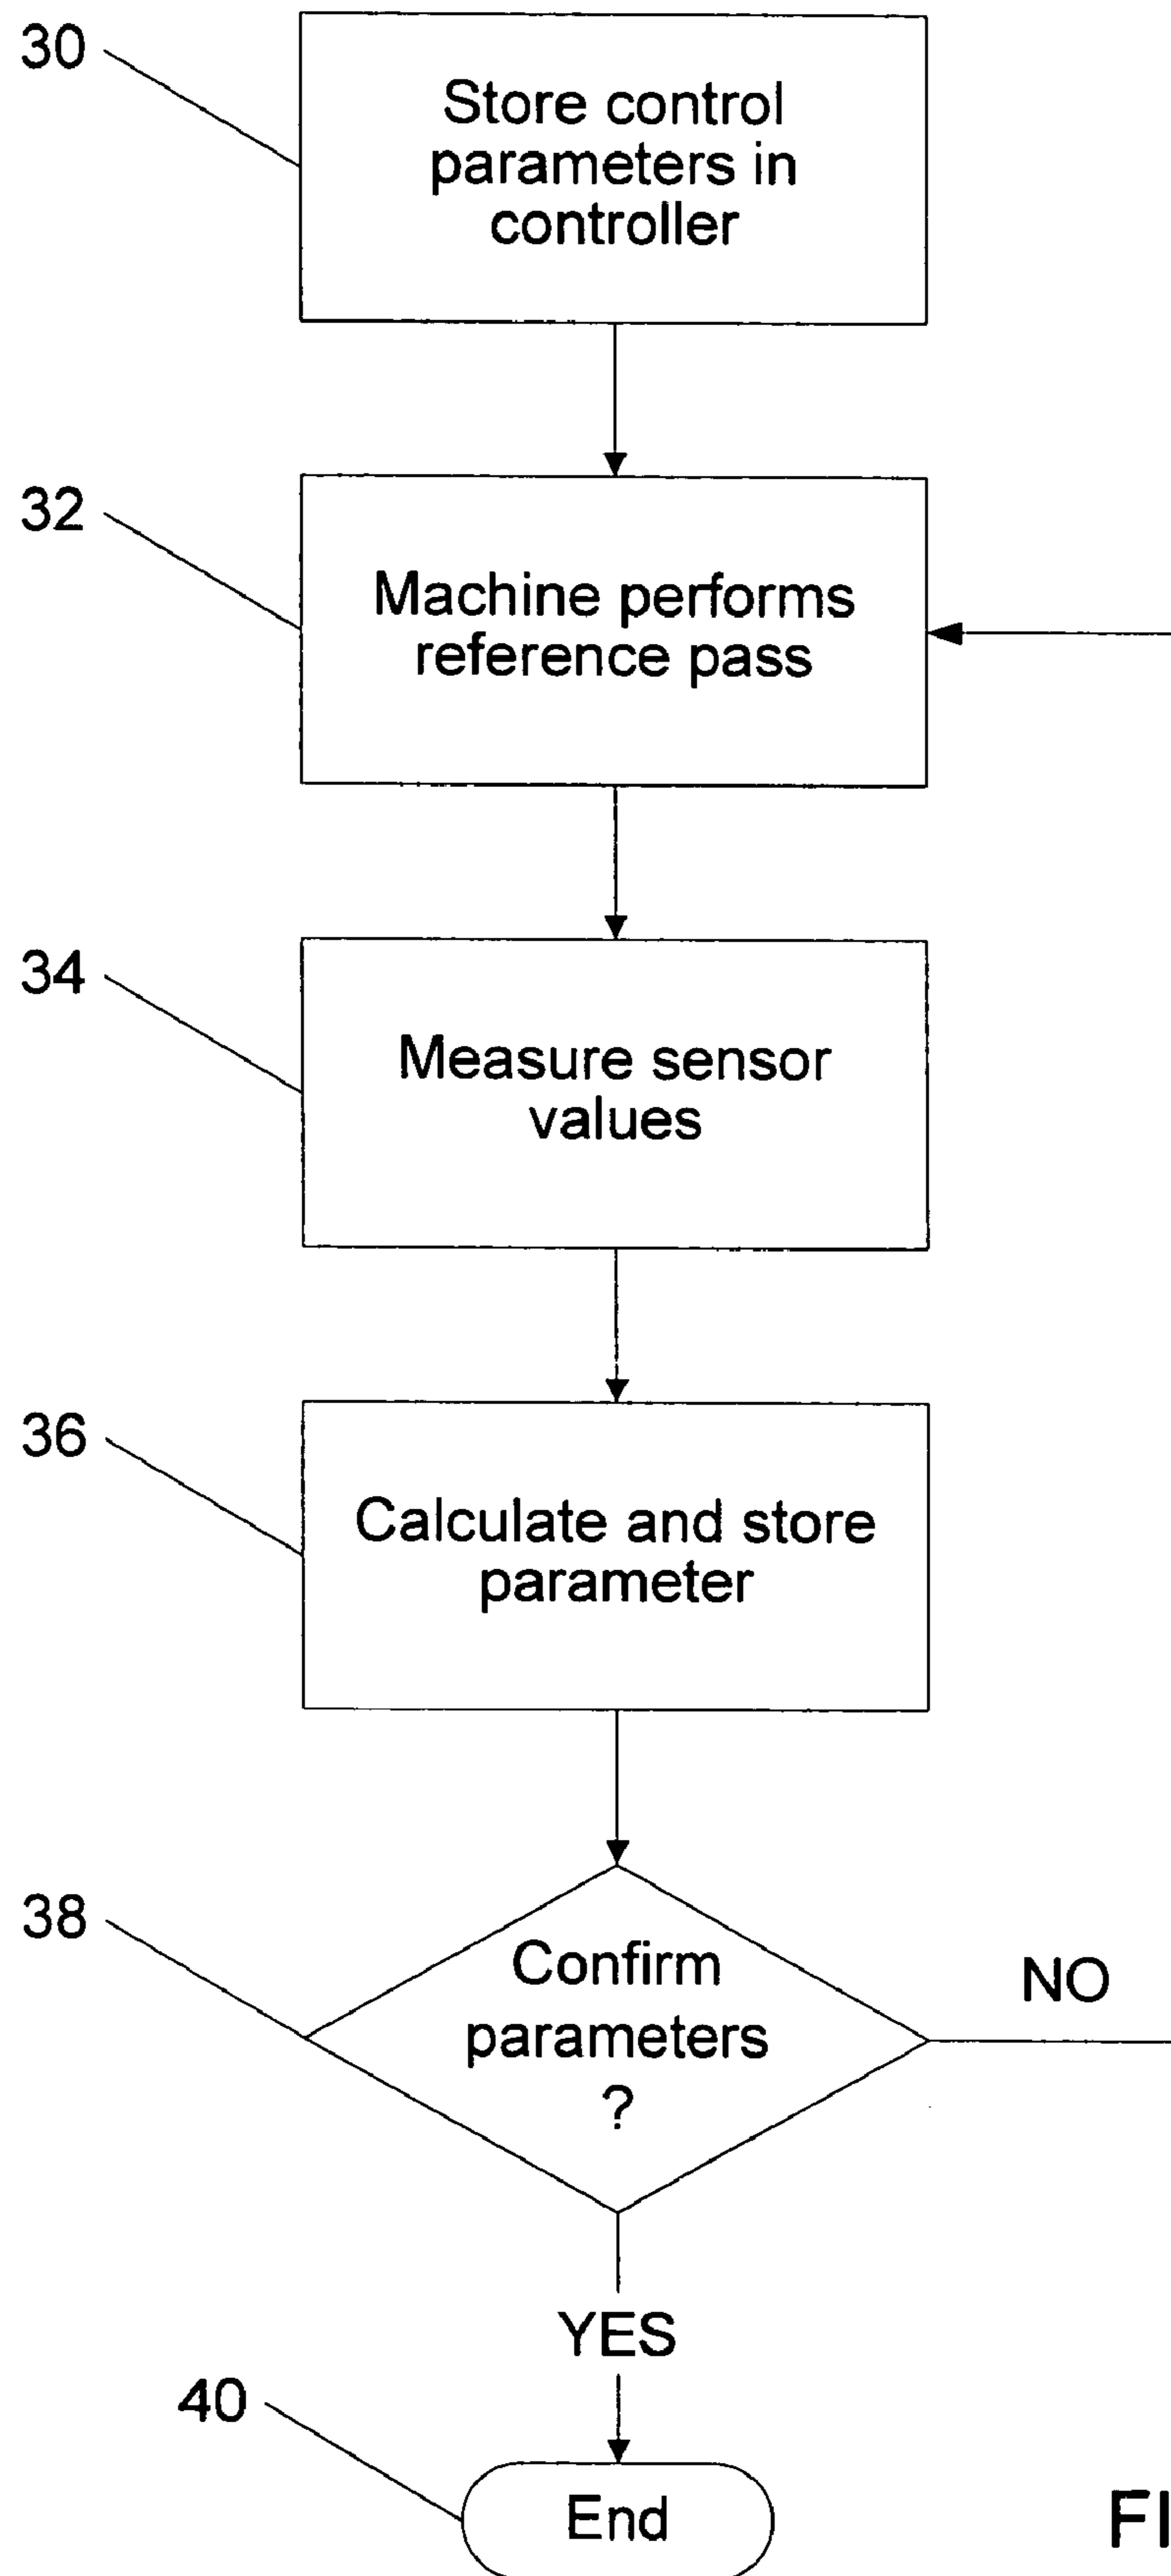 30
Store control
parameters in
controller
32
Machine performs
reference pass
34
Measure sensor
values
36
Calculate and store
parameter
38
Confirm
parameters
?
NO
YES
40
End
FI